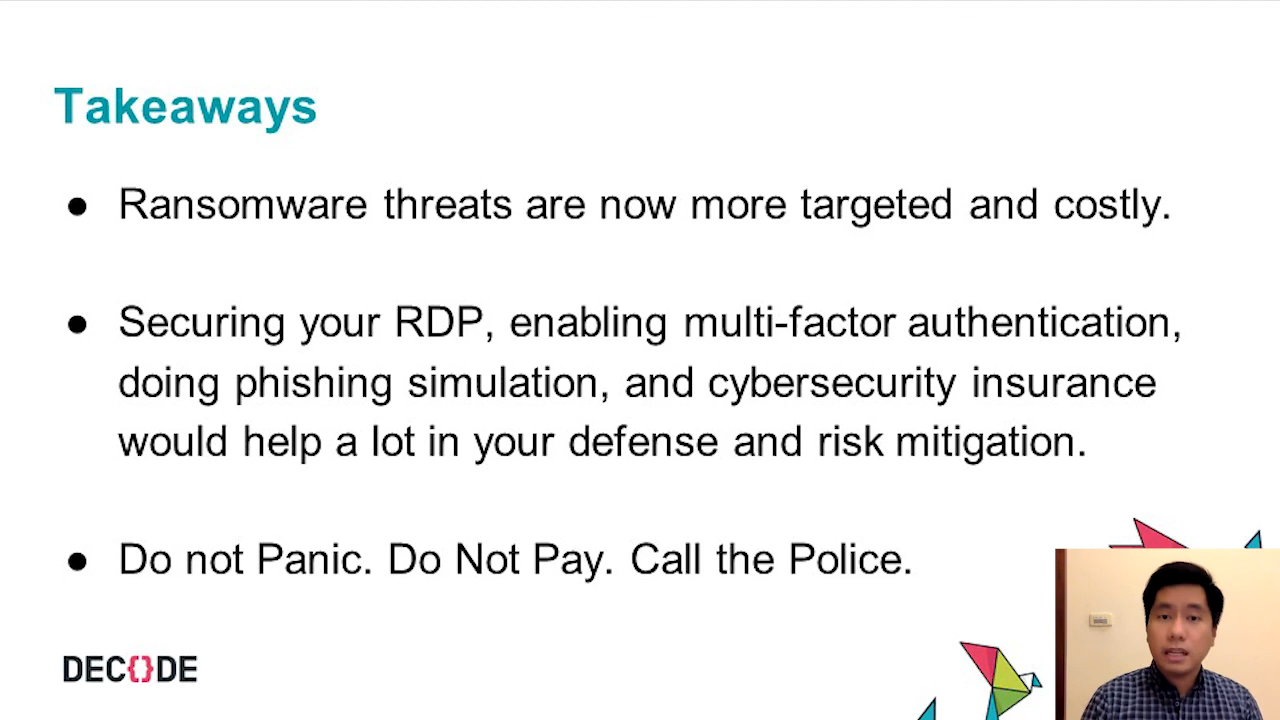 Takeaways
● Ransomware threats are now more targeted and costly.
● Securing your RDP, enabling multi-factor authentication,
doing phishing simulation, and cybersecurity insurance
would help a lot in your defense and risk mitigation.
● Do not Panic. Do Not Pay. Call the Police.
DEC{}DE